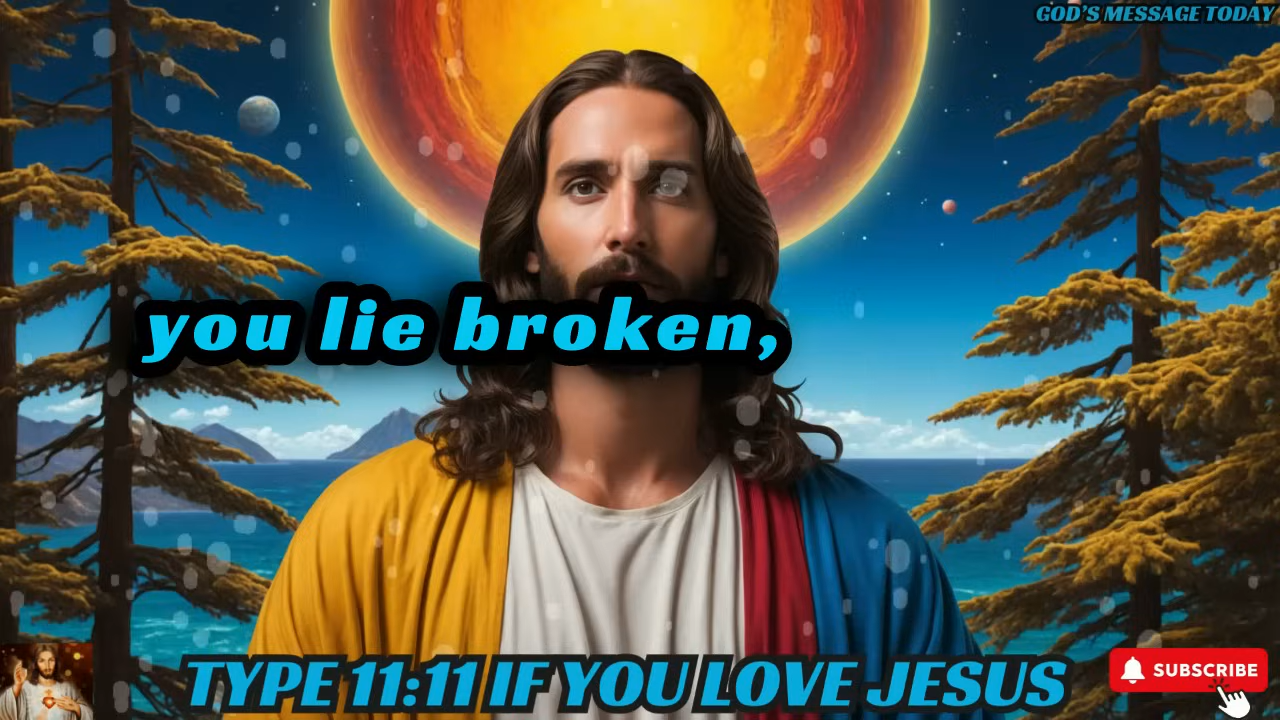 GOD'S MESSAGE TODAY
you lie broken,
TYPE 11:11 IF YOU LOVE JESUS
SUBSCRIBE